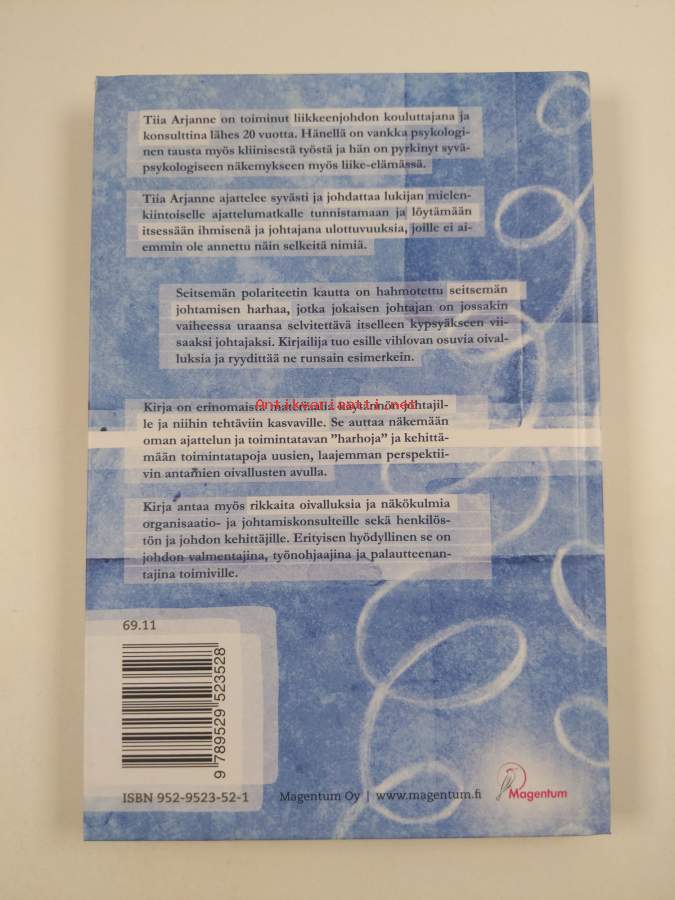 Tiia Arjanne on toiminut liikkeenjohdon kouluttajana ja
konsulttina lähes 20 vuotta. Hänellä on vankka psykologi-
nen tausta myös kliinisestä työstä ja hän on pyrkinyt syvä-
psykologiseen näkemykseen myös liike-elämässä.
Tiia Arjanne ajattelee syvästi ja johdattaa lukijan mielen-
kiintoiselle ajattelumatkalle tunnistamaan ja löytämään
itsessään ihmisenä ja johtajana ulottuvuuksia, joille ei ai-
emmin ole annettu näin selkeitä nimiä.
Seitsemän polariteetin kautta on hahmotettu seitsemän
johtamisen harhaa, jotka jokaisen johtajan on jossakin
vaiheessa uraansa selvitettävä itselleen kypsyäkseen vii-
saaksi johtajaksi. Kirjailija tuo esille vihlovan osuvia oival-
luksia ja ryydittää ne runsain esimerkein.
Antikvariaatti.net
Kirja on erinomaista materiaalia käytännön johtajil-
le ja niihin tehtäviin kasvaville. Se auttaa näkemään
oman ajattelun ja toimintatavan ”harhoja” ja kehittä-
mään toimintatapoja uusien, laajemman perspektii-
vin antamien oivallusten avulla.
Kirja antaa myös rikkaita oivalluksia ja näkökulmia
organisaatio- ja johtamiskonsulteille sekä henkilös-
tön ja johdon kehittäjille. Erityisen hyödyllinen se on
johdon valmentajina, työnohjaajina ja palautteenan-
tajina toimiville.
69.11
9 789529 523528
ISBN 952-9523-52-1
Magentum Oy | www.magentum.fi
Magentum